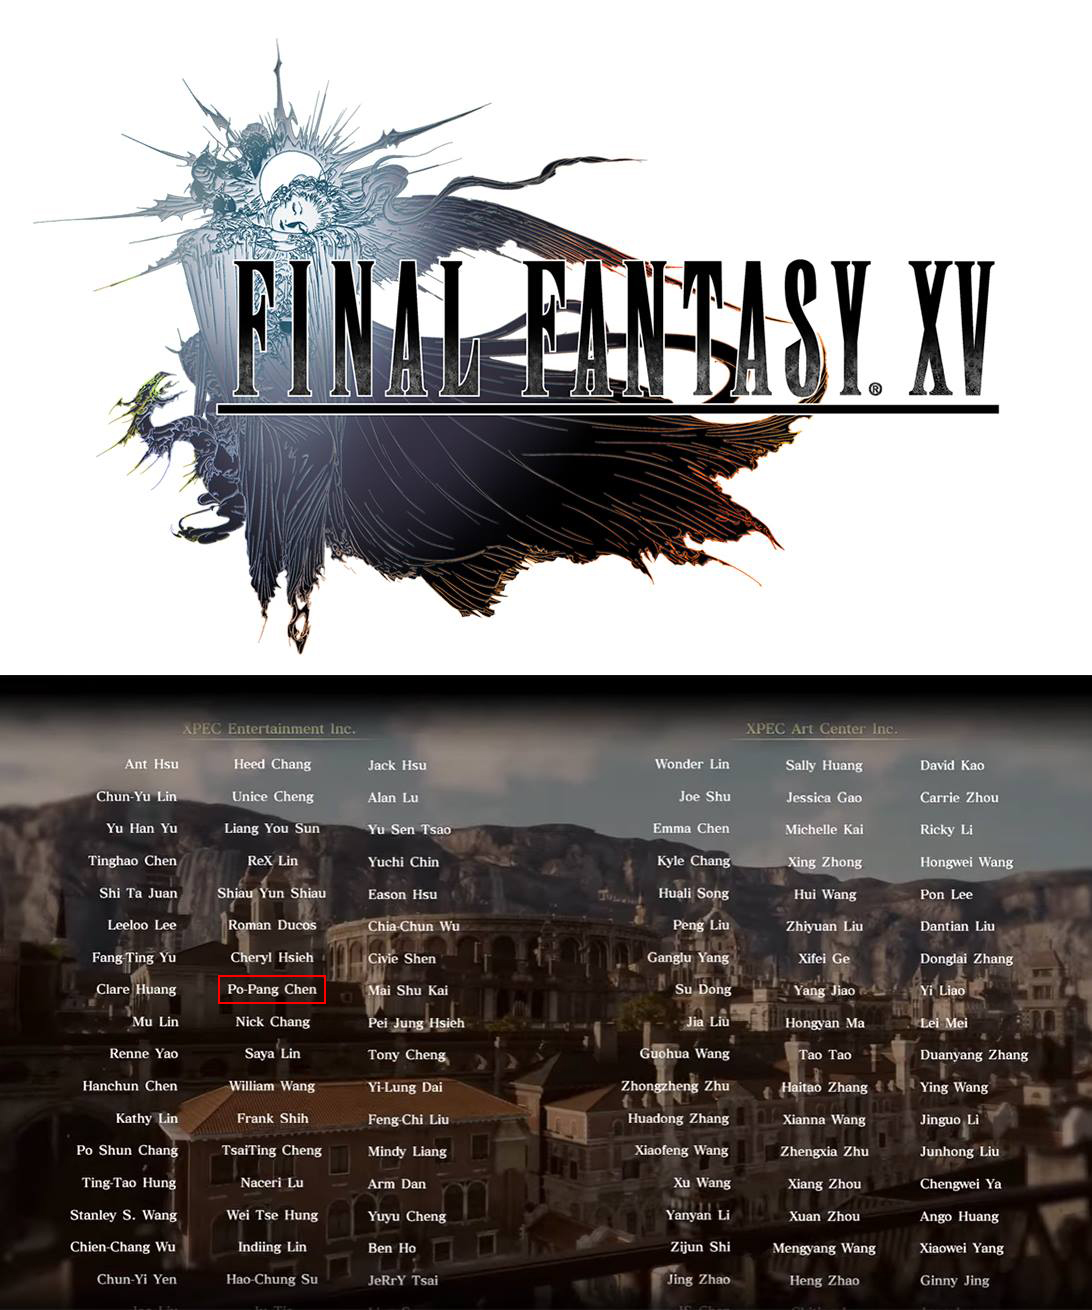 FINAL FANTASY XV
®
XPEC Entertainment Inc.
Ant Hsu Heed Chang Jack Hsu
Chun-Yu Lin Unice Cheng Alan Lu
Yu Han Yu Liang You Sun Yu Sen Tsao
Tinghao Chen ReX Lin Yuchi Chin
Shi Ta Juan Shiau Yun Shiau Eason Hsu
Leeloo Lee Roman Ducos Chia-Chun Wu
Fang-Ting Yu Cheryl Hsieh Civie Shen
Clare Huang Po-Pang Chen Mai Shu Kai
Mu Lin Nick Chang Pei Jung Hsieh
Renne Yao Saya Lin Tony Cheng
Hanchun Chen William Wang Yi-Lung Dai
Kathy Lin Frank Shih Feng-Chi Liu
Po Shun Chang TsaiTing Cheng Mindy Liang
Ting-Tao Hung Naceri Lu Arm Dan
Stanley S. Wang Wei Tse Hung Yuyu Cheng
Chien-Chang Wu Indiing Lin Ben Ho
Chun-Yi Yen Hao-Chung Su JeRrY Tsai
XPEC Art Center Inc.
Wonder Lin Sally Huang David Kao
Joe Shu Jessica Gao Carrie Zhou
Emma Chen Michelle Kai Ricky Li
Kyle Chang Xing Zhong Hongwei Wang
Huali Song Hui Wang Pon Lee
Peng Liu Zhiyuan Liu Dantian Liu
Ganglu Yang Xifei Ge Donglai Zhang
Su Dong Yang Jiao Yi Liao
Jia Liu Hongyan Ma Lei Mei
Guohua Wang Tao Tao Duanyang Zhang
Zhongzheng Zhu Haitao Zhang Ying Wang
Huadong Zhang Xianna Wang Jinguo Li
Xiaofeng Wang Zhengxia Zhu Junhong Liu
Xu Wang Xiang Zhou Chengwei Ya
Yanyan Li Xuan Zhou Ango Huang
Zijun Shi Mengyang Wang Xiaowei Yang
Jing Zhao Heng Zhao Ginny Jing